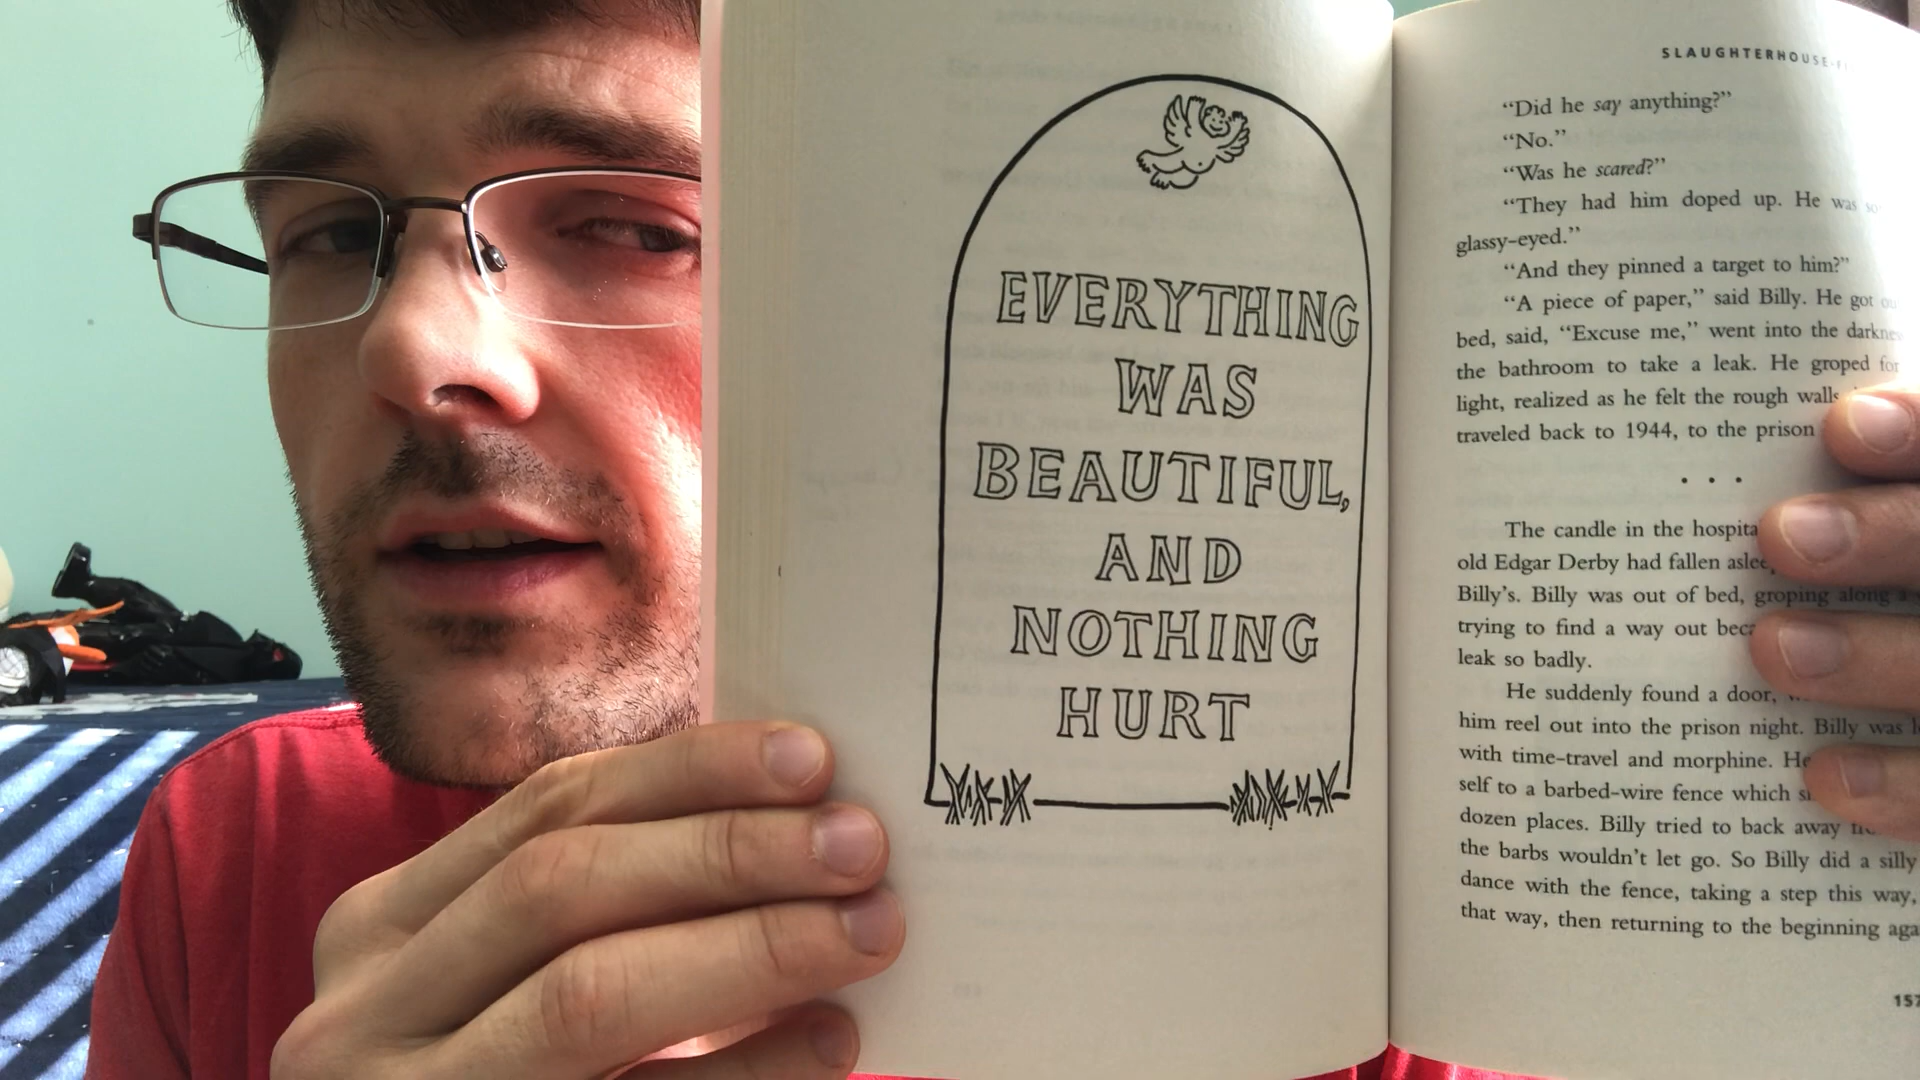 EVERYTHING
WAS
BEAUTIFUL,
AND
NOTHING
HURT
SLAUGHTERHOUSE-
“Did he say anything?”
“No.”
“Was he scared?”
“They had him doped up. He was
glassy-eyed.”
“And they pinned a target to him?”
“A piece of paper,” said Billy. He got
bed, said, “Excuse me,” went into the
the bathroom to take a leak. He groped for
light, realized as he felt the rough walls
traveled back to 1944, to the prison
• • •
The candle in the
old Edgar Derby had fallen
Billy’s. Billy was out of bed, groping along a
trying to find a way out
leak so badly.
He suddenly found a door,
him reel out into the prison night. Billy was
with time-travel and morphine. He
self to a barbed-wire fence which
dozen places. Billy tried to back away
the barbs wouldn’t let go. So Billy did a silly
dance with the fence, taking a step this way,
that way, then returning to the beginning
157